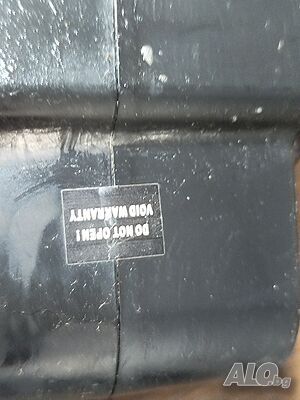 DO NOT OPEN!
VOID WARRANTY
ALO.bg